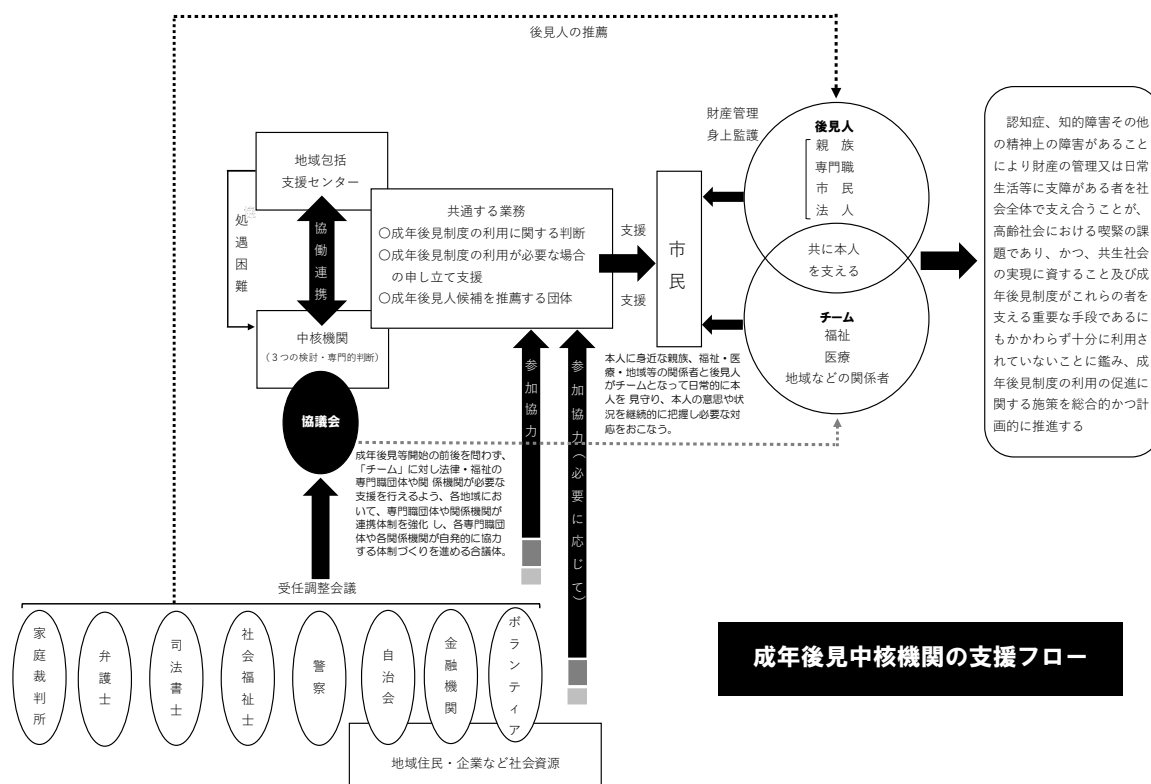 後見人の推薦
財産管理
身上監護
後見人
親族
専門職
市民
法人
共に本人
を支える
チーム
福祉
医療
地域などの関係者
認知症、知的障害その他
の精神上の障害があること
により財産の管理又は日常
生活等に支障がある者を社
会全体で支え合うことが、
高齢社会における喫緊の課
題であり、かつ、共生社会
の実現に資すること及び成
年後見制度がこれらの者を
支える重要な手段であるに
もかかわらず十分に利用さ
れていないことに鑑み、成
年後見制度の利用の促進に
関する施策を総合的かつ計
画的に推進する
地域包括
支援センター
処遇困難
協働連携
中核機関
（３つの検討・専門的判断）
協議会
共通する業務
○成年後見制度の利用に関する判断
○成年後見制度の利用が必要な場合
の申し立て支援
○成年後見人候補を推薦する団体
支援
支援
市民
本人に身近な親族、福祉・医
療・地域等の関係者と後見人
がチームとなって日常的に本
人を 見守り、本人の意思や状
況を継続的に把握し必要な対
応をおこなう。
参加協力
参加協力（必要に応じて）
成年後見等開始の前後を問わず、
「チーム」に対し法律・福祉の
専門職団体や関 係機関が必要な
支援を行えるよう、各地域にお
いて、専門職団体や関係機関が
連携体制を強化 し、各専門職団
体や各関係機関が自発的に協力
する体制づくりを進める合議体。
受任調整会議
家庭裁判所
弁護士
司法書士
社会福祉士
警察
自治会
金融機関
ボランティア
地域住民・企業など社会資源
成年後見中核機関の支援フロー